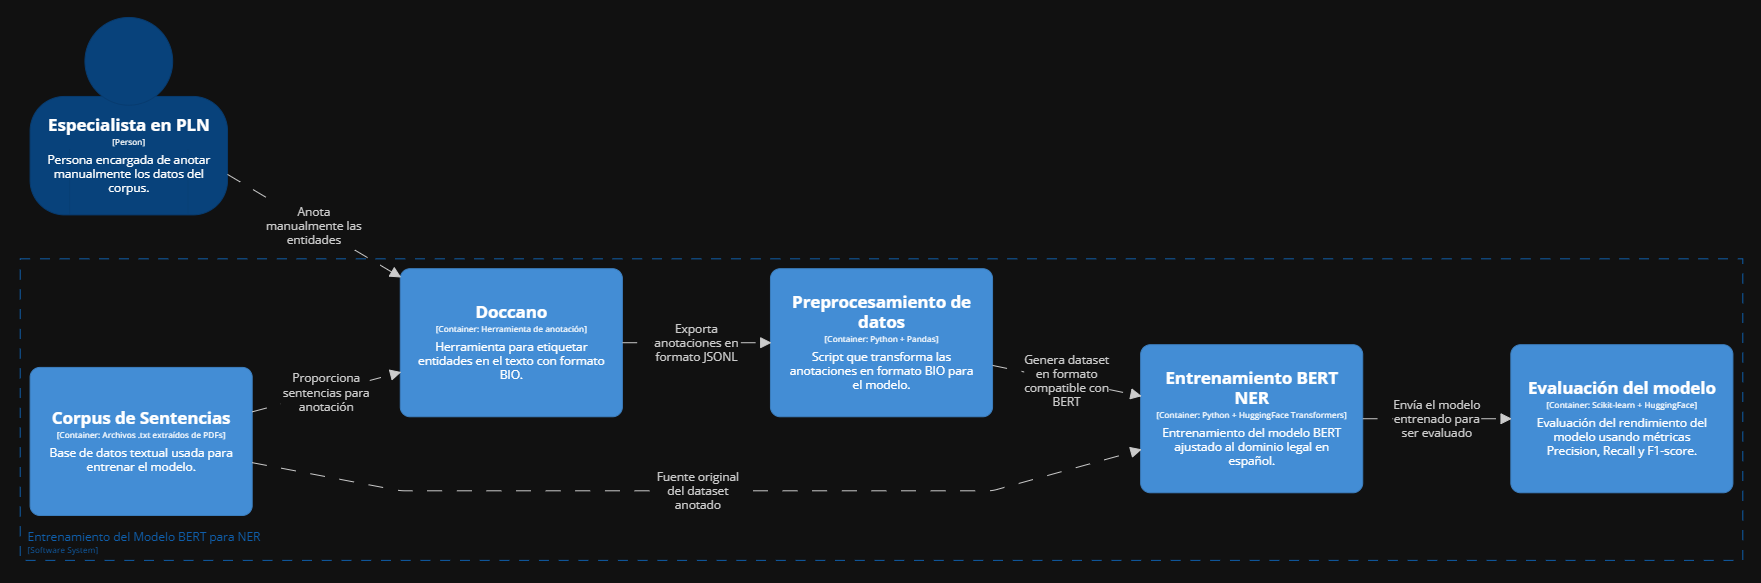 Especialista en PLN
[Person]
Persona encargada de anotar
manualmente los datos del
corpus.
Anota
manualmente las
entidades
Doccano
[Container: Herramienta de anotación]
Herramienta para etiquetar
entidades en el texto con formato
BIO.
Exporta
anotaciones en
formato JSONL
Preprocesamiento de
datos
[Container: Python + Pandas]
Script que transforma las
anotaciones en formato BIO para
el modelo.
Genera dataset
en formato
compatible con
BERT
Entrenamiento BERT
NER
[Container: Python + HuggingFace Transformers]
Entrenamiento del modelo BERT
ajustado al dominio legal en
español.
Envía el modelo
entrenado para
ser evaluado
Evaluación del modelo
[Container: Scikit-learn + HuggingFace]
Evaluación del rendimiento del
modelo usando métricas
Precision, Recall y F1-score.
Corpus de Sentencias
[Container: Archivos .txt extraídos de PDFs]
Base de datos textual usada para
entrenar el modelo.
Proporciona
sentencias para
anotación
Fuente original
del dataset
anotado
Entrenamiento del Modelo BERT para NER
[Software System]